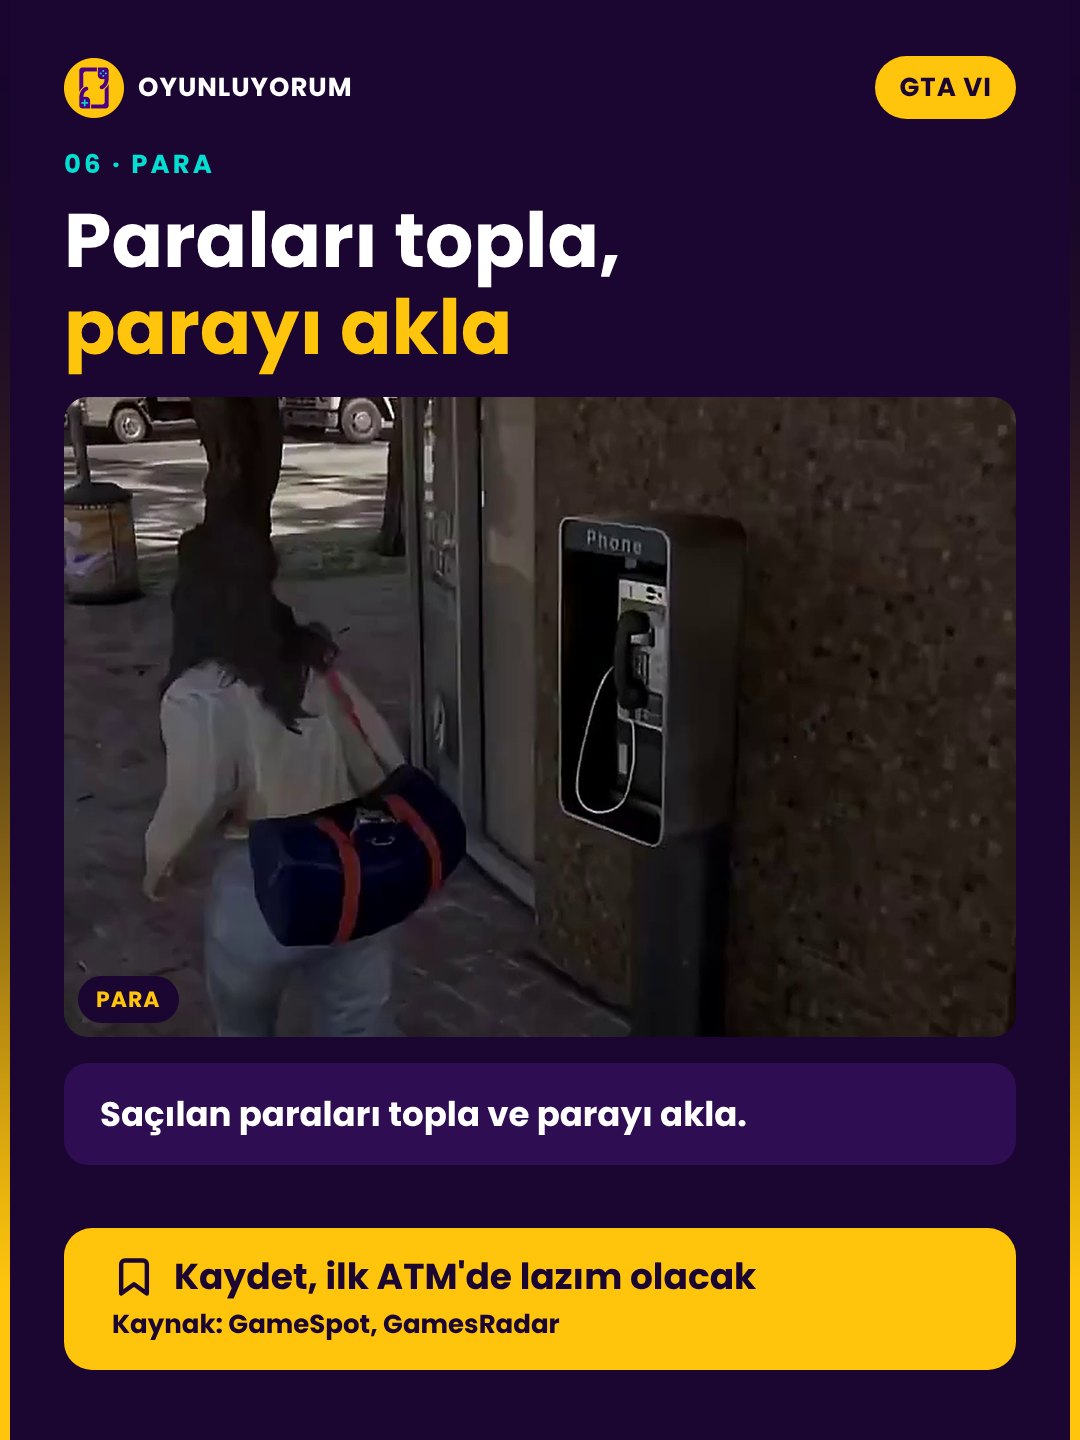 OYUNLUYORUM
GTA VI
06 · PARA
Paraları topla,
parayı akla
Phone
PARA
Saçılan paraları topla ve parayı akla.
Kaydet, ilk ATM'de lazım olacak
Kaynak: GameSpot, GamesRadar